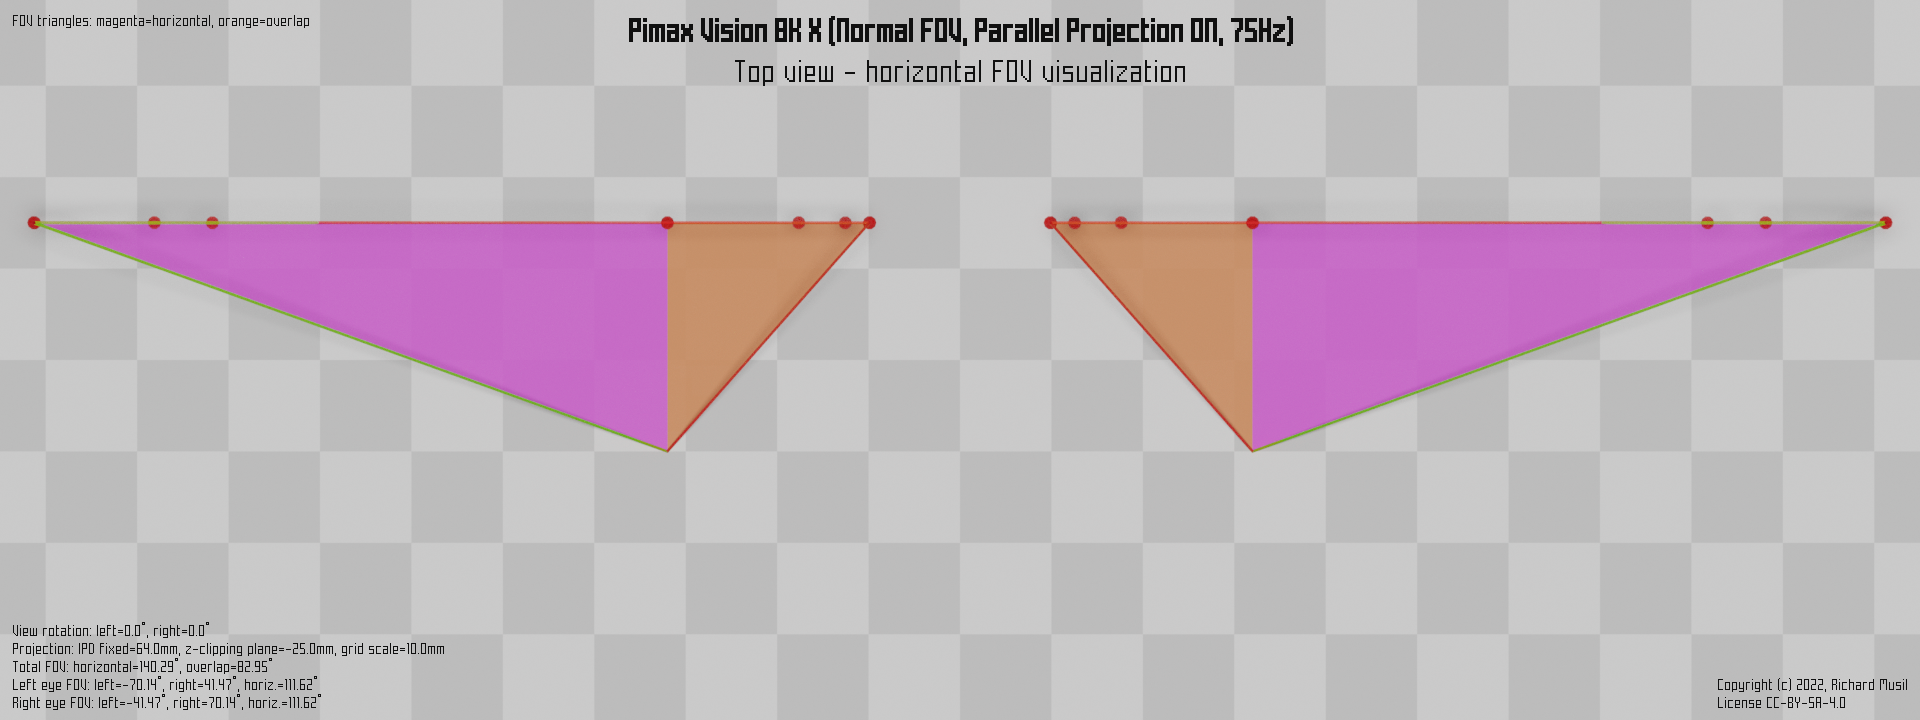 FOV triangles: magenta=horizontal, orange=overlap
Pimax Vision 8K X (Normal FOV, Parallel Projection ON, 75Hz)
Top view - horizontal FOV visualization
View rotation: left=0.0°, right=0.0°
Projection: IPD fixed=64.0mm, z-clipping plane=-25.0mm, grid scale=10.0mm
Total FOV: horizontal=140.29°, overlap=82.95°
Left eye FOV: left=-70.14°, right=41.47°, horiz.=111.62°
Right eye FOV: left=-41.47°, right=70.14°, horiz.=111.62°
Copyright (c) 2022, Richard Musil
License CC-BY-SA-4.0